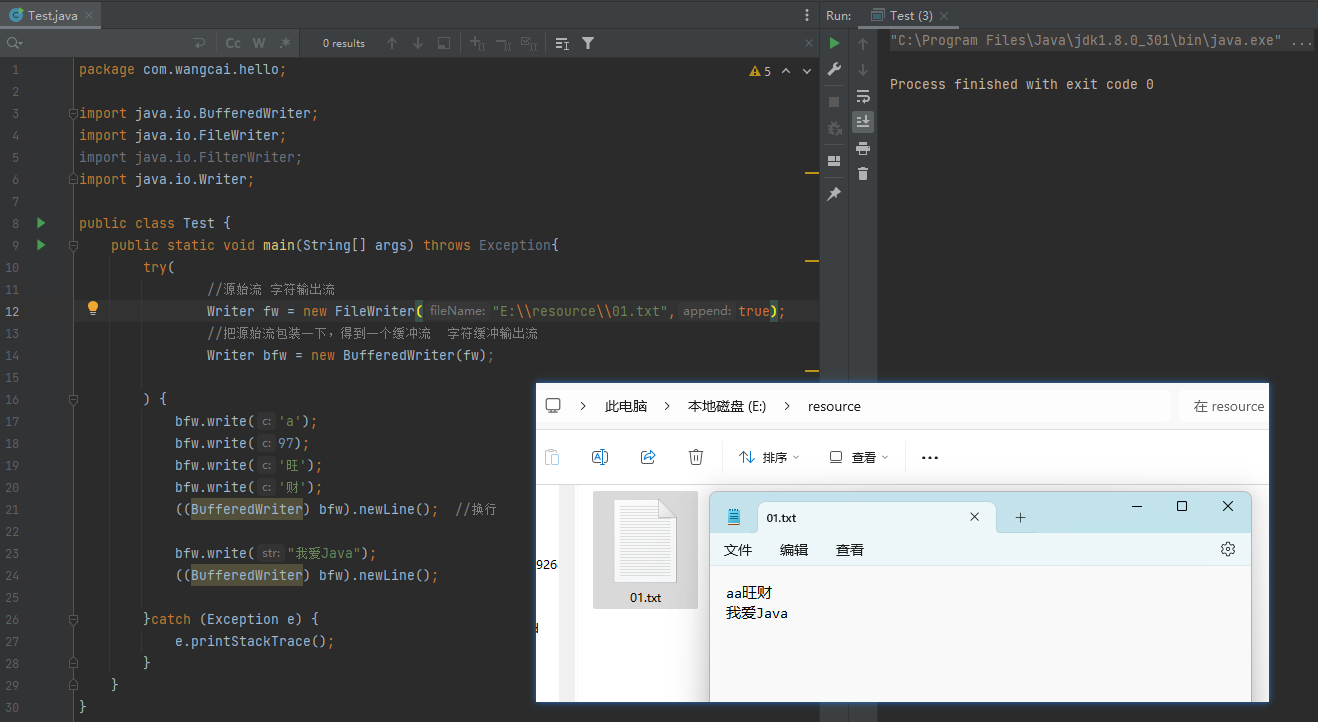 Test.java
Run: Test (3)
Cc W .* 0 results
"C:\Program Files\Java\jdk1.8.0_301\bin\java.exe" ...
Process finished with exit code 0
5
1 package com.wangcai.hello;
2
3 import java.io.BufferedWriter;
4 import java.io.FileWriter;
5 import java.io.FilterWriter;
6 import java.io.Writer;
7
8 public class Test {
9 public static void main(String[] args) throws Exception{
10 try(
11 //源始流 字符输出流
12 Writer fw = new FileWriter( fileName: "E:\\resource\\01.txt", append: true);
13 //把源始流包装一下，得到一个缓冲流 字符缓冲输出流
14 Writer bfw = new BufferedWriter(fw);
15
16 ) {
17 bfw.write( c: 'a');
18 bfw.write( c: 97);
19 bfw.write( c: '旺');
20 bfw.write( c: '财');
21 ((BufferedWriter) bfw).newLine(); //换行
22
23 bfw.write( str: "我爱Java");
24 ((BufferedWriter) bfw).newLine();
25
26 }catch (Exception e) {
27 e.printStackTrace();
28 }
29 }
30 }
此电脑 本地磁盘 (E:) resource 在 resource
排序 查看
926
01.txt
01.txt
文件 编辑 查看
aa旺财
我爱Java